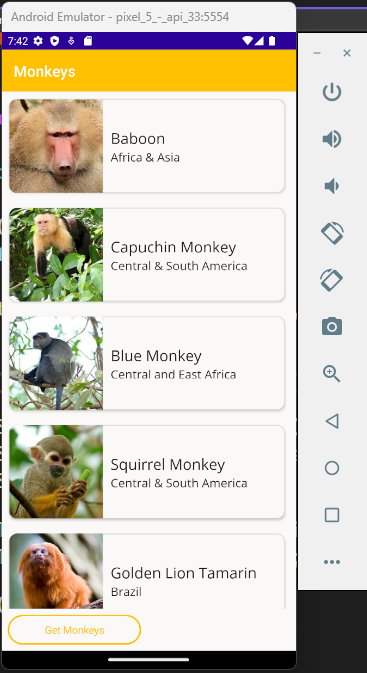 Android Emulator - pixel_5_-_api_33:5554
7:42
Monkeys
Baboon
Africa & Asia
Capuchin Monkey
Central & South America
Blue Monkey
Central and East Africa
Squirrel Monkey
Central & South America
Golden Lion Tamarin
Brazil
Get Monkeys